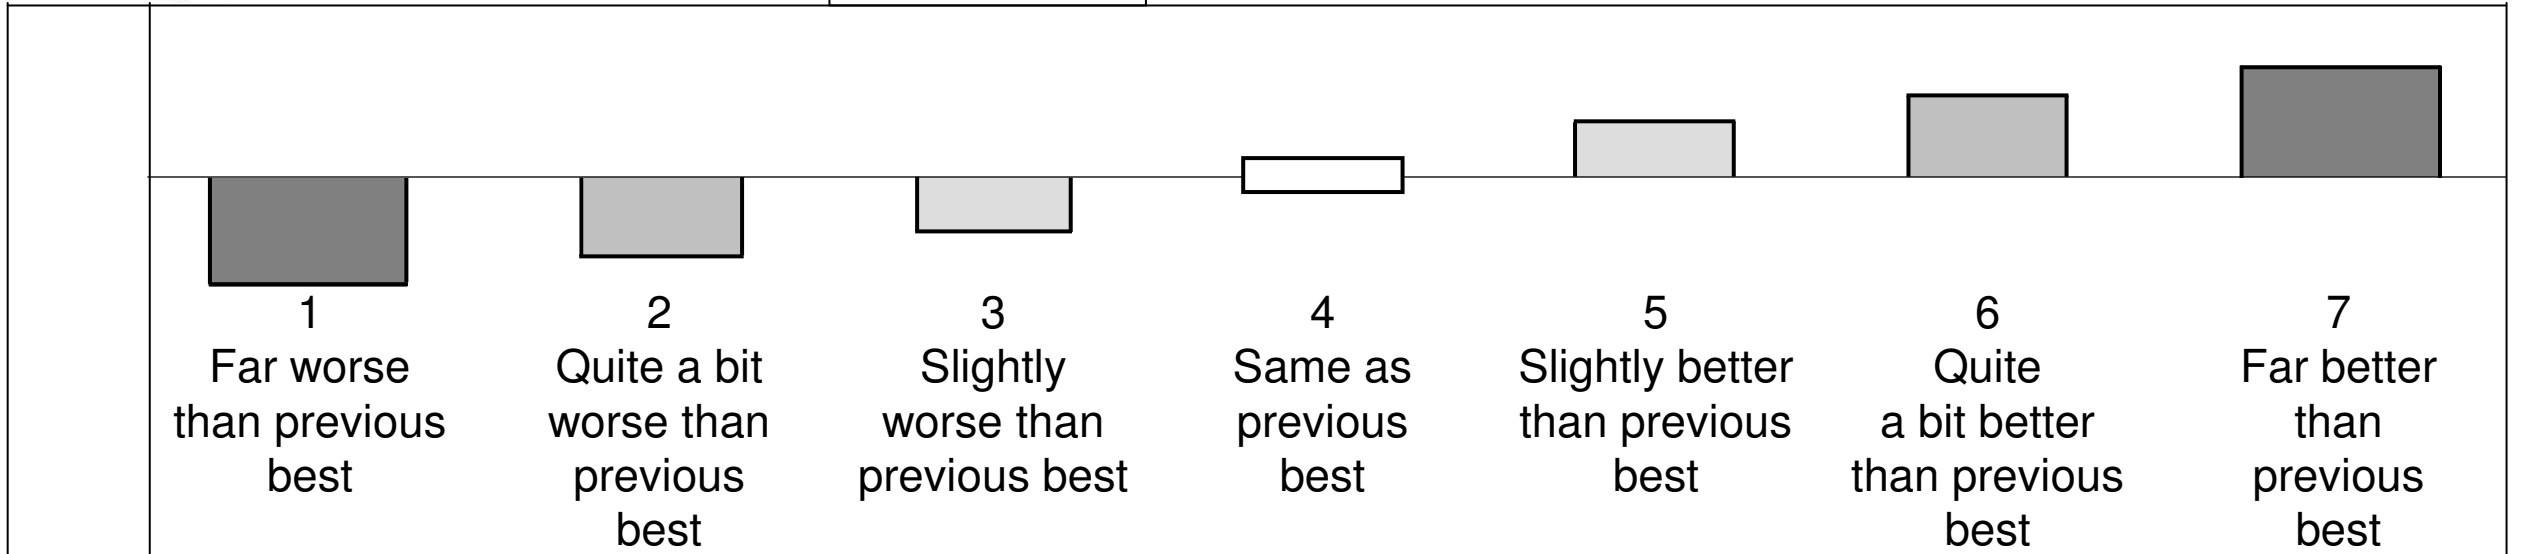 1
Far worse
than previous
best
2
Quite a bit
worse than
previous
best
3
Slightly
worse than
previous best
4
Same as
previous
best
5
Slightly better
than previous
best
6
Quite
a bit better
than previous
best
7
Far better
than
previous
best